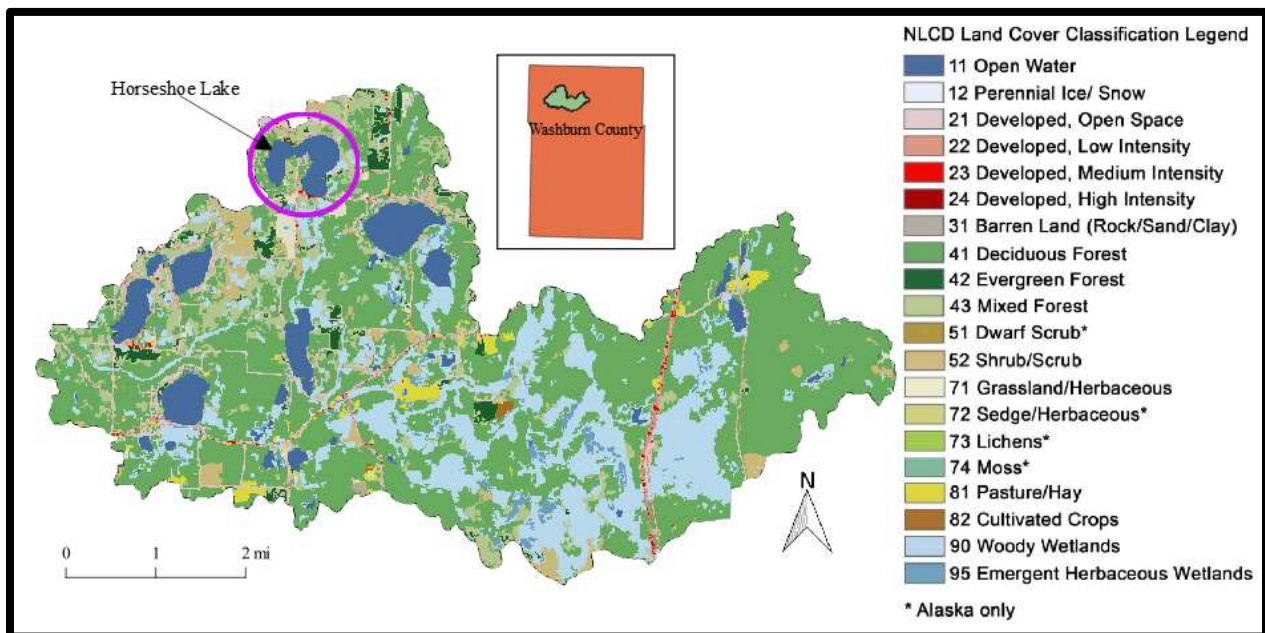 Horseshoe Lake
Washburn County
N
0 1 2 mi
NLCD Land Cover Classification Legend
11 Open Water
12 Perennial Ice/ Snow
21 Developed, Open Space
22 Developed, Low Intensity
23 Developed, Medium Intensity
24 Developed, High Intensity
31 Barren Land (Rock/Sand/Clay)
41 Deciduous Forest
42 Evergreen Forest
43 Mixed Forest
51 Dwarf Scrub*
52 Shrub/Scrub
71 Grassland/Herbaceous
72 Sedge/Herbaceous*
73 Lichens*
74 Moss*
81 Pasture/Hay
82 Cultivated Crops
90 Woody Wetlands
95 Emergent Herbaceous Wetlands
* Alaska only